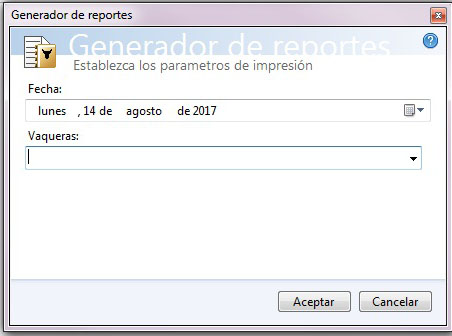 Generador de reportes
Generador de reportes
Establezca los parametros de impresión
Fecha:
lunes , 14 de agosto de 2017
Vaqueras:
Aceptar Cancelar